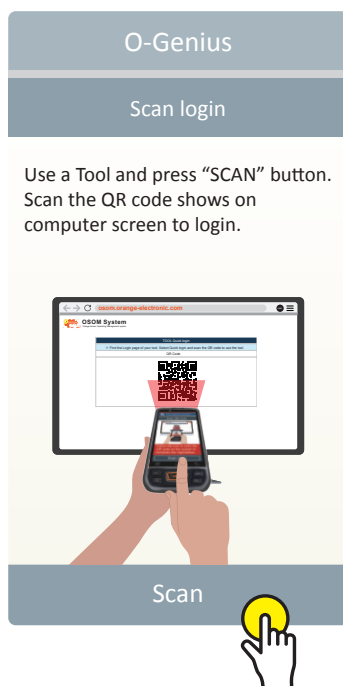 O-Genius
Scan login
Use a Tool and press “SCAN” button.
Scan the QR code shows on
computer screen to login.
osom.orange-electronic.com
OSOM System
TOOL Quick login
QR Code
Scan